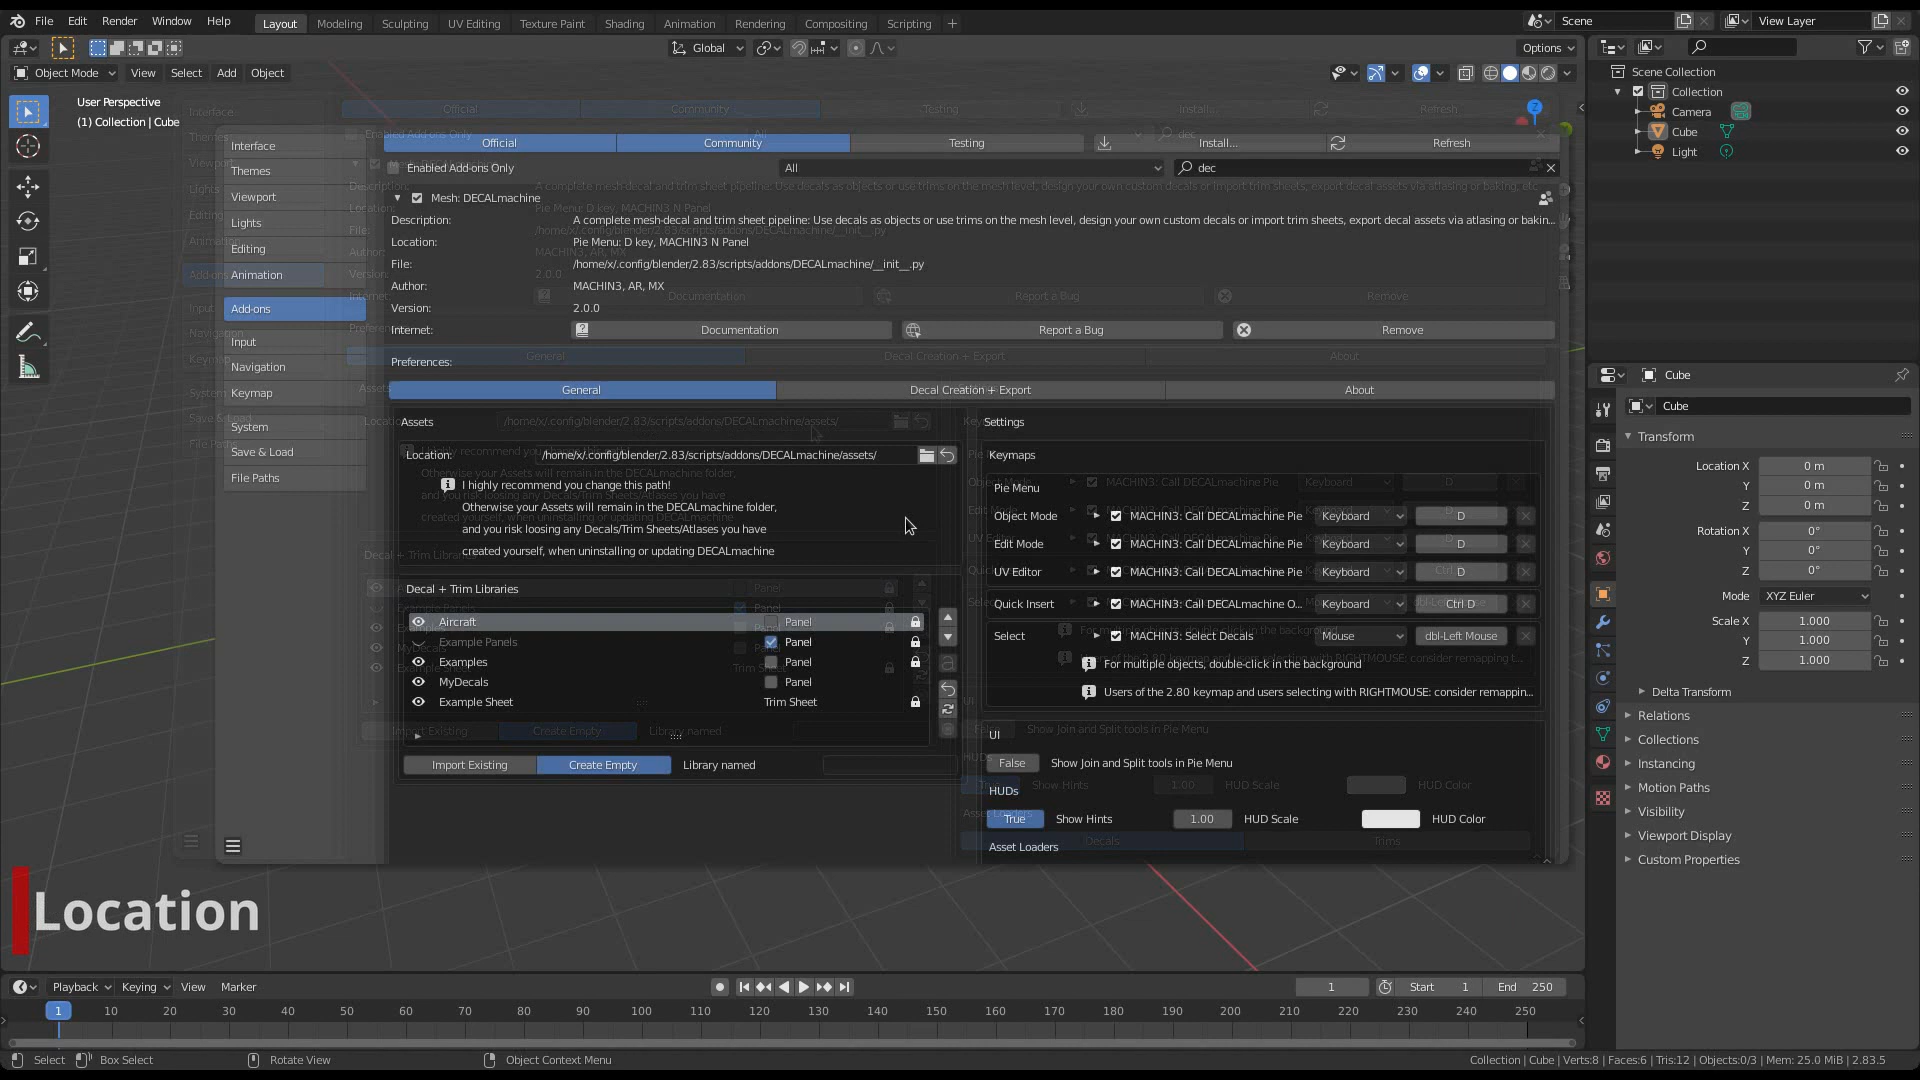 File Edit Render Window Help
Layout Modeling Sculpting UV Editing Texture Paint Shading Animation Rendering Compositing Scripting +
Scene
View Layer
Global
Options
Object Mode View Select Add Object
User Perspective
(1) Collection | Cube
Interface
Themes
Viewport
Lights
Editing
Animation
Add-ons
Input
Navigation
Keymap
System
Save & Load
File Paths
Official Community Testing Install... Refresh
Enabled Add-ons Only All dec
Mesh: DECALmachine
Description: A complete mesh-decal and trim sheet pipeline: Use decals as objects or use trims on the mesh level, design your own custom decals or import trim sheets, export decal assets via atlasing or bakin...
Location: Pie Menu: D key, MACHIN3 N Panel
File: /home/x/.config/blender/2.83/scripts/addons/DECALmachine/__init__.py
Author: MACHIN3, AR, MX
Version: 2.0.0
Internet: Documentation Report a Bug Remove
Preferences:
General Decal Creation + Export About
Assets
Location: /home/x/.config/blender/2.83/scripts/addons/DECALmachine/assets/
I highly recommend you change this path!
Otherwise your Assets will remain in the DECALmachine folder,
and you risk loosing any Decals/Trim Sheets/Atlases you have
created yourself, when uninstalling or updating DECALmachine
Decal + Trim Libraries
Aircraft Panel
Example Panels Panel
Examples Panel
MyDecals Panel
Example Sheet Trim Sheet
Import Existing Create Empty Library named
Settings
Keymaps
Pie Menu
Object Mode MACHIN3: Call DECALmachine Pie Keyboard D
Edit Mode MACHIN3: Call DECALmachine Pie Keyboard D
UV Editor MACHIN3: Call DECALmachine Pie Keyboard D
Quick Insert MACHIN3: Call DECALmachine O... Keyboard Ctrl D
Select MACHIN3: Select Decals Mouse dbl-Left Mouse
For multiple objects, double-click in the background
Users of the 2.80 keymap and users selecting with RIGHTMOUSE: consider remappin...
UI
False Show Join and Split tools in Pie Menu
HUDs
True Show Hints 1.00 HUD Scale HUD Color
Asset Loaders
Location
Scene Collection
Collection
Camera
Cube
Light
Cube
Cube
Transform
Location X 0 m
Y 0 m
Z 0 m
Rotation X 0°
Y 0°
Z 0°
Mode XYZ Euler
Scale X 1.000
Y 1.000
Z 1.000
Delta Transform
Relations
Collections
Instancing
Motion Paths
Visibility
Viewport Display
Custom Properties
Playback Keying View Marker
1 Start 1 End 250
1 10 20 30 40 50 60 70 80 90 100 110 120 130 140 150 160 170 180 190 200 210 220 230 240 250
Select Box Select Rotate View Object Context Menu
Collection | Cube | Verts:8 | Faces:6 | Tris:12 | Objects:0/3 | Mem: 25.0 MiB | 2.83.5